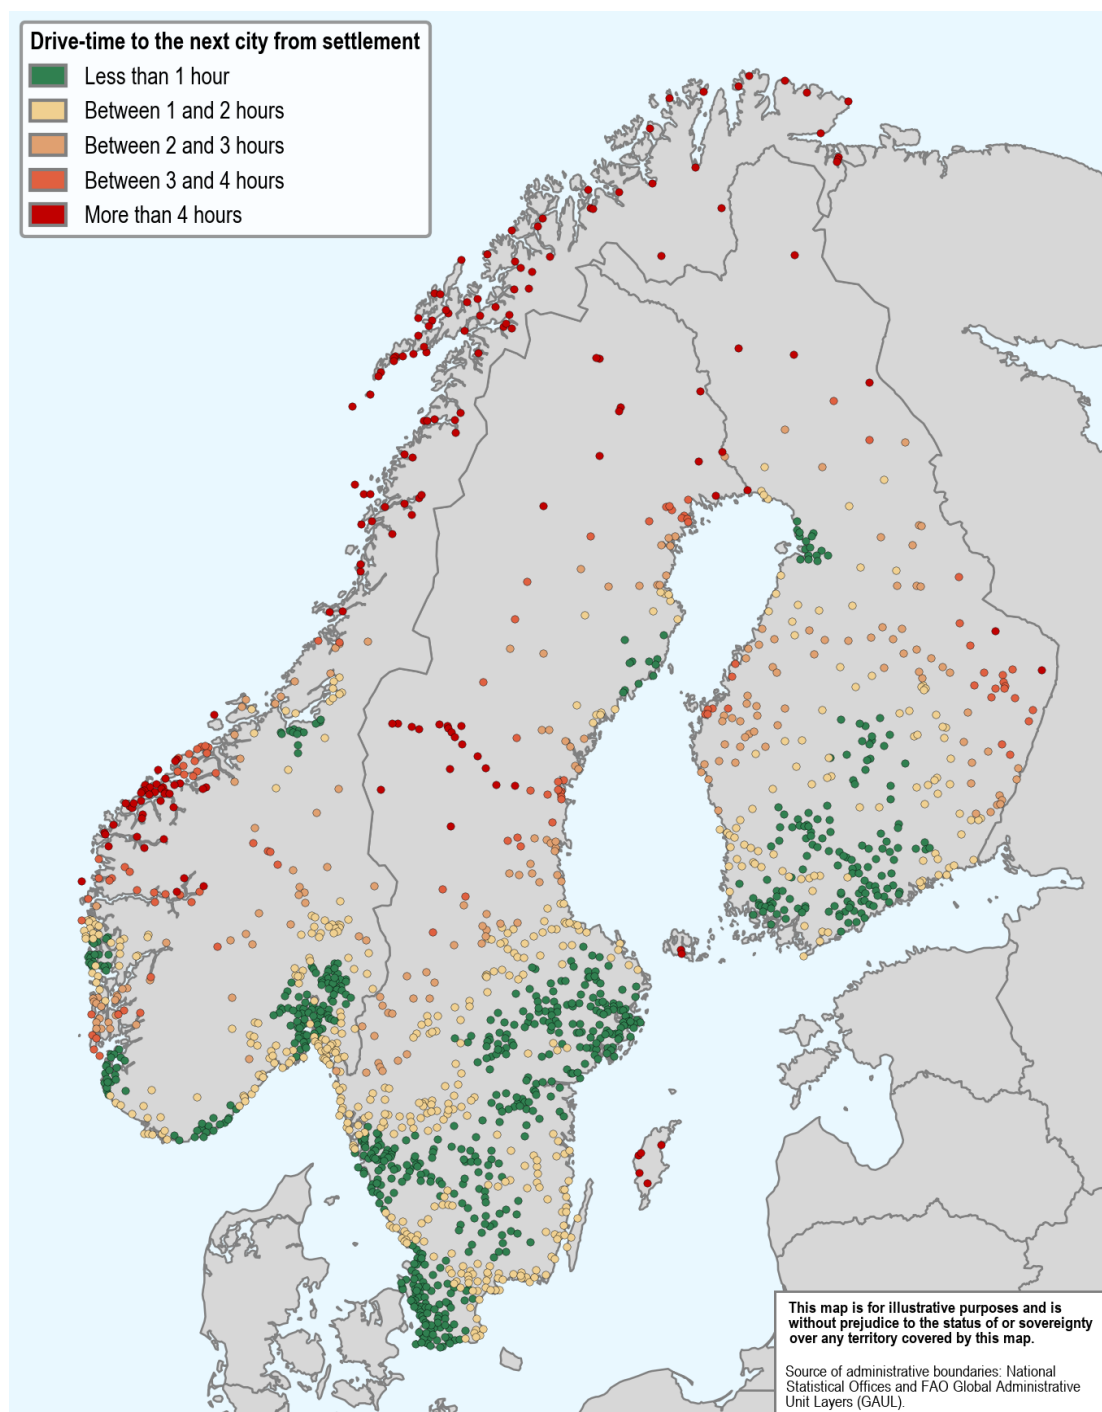 Drive-time to the next city from settlement
Less than 1 hour
Between 1 and 2 hours
Between 2 and 3 hours
Between 3 and 4 hours
More than 4 hours
This map is for illustrative purposes and is
without prejudice to the status of or sovereignty
over any territory covered by this map.
Source of administrative boundaries: National
Statistical Offices and FAO Global Administrative
Unit Layers (GAUL).